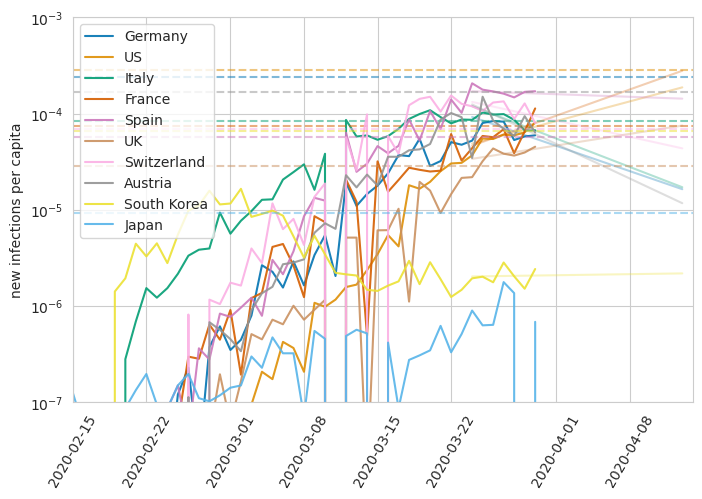 10⁻³
10⁻⁴
10⁻⁵
10⁻⁶
10⁻⁷
new infections per capita
Germany
US
Italy
France
Spain
UK
Switzerland
Austria
South Korea
Japan
2020-02-15
2020-02-22
2020-03-01
2020-03-08
2020-03-15
2020-03-22
2020-04-01
2020-04-08